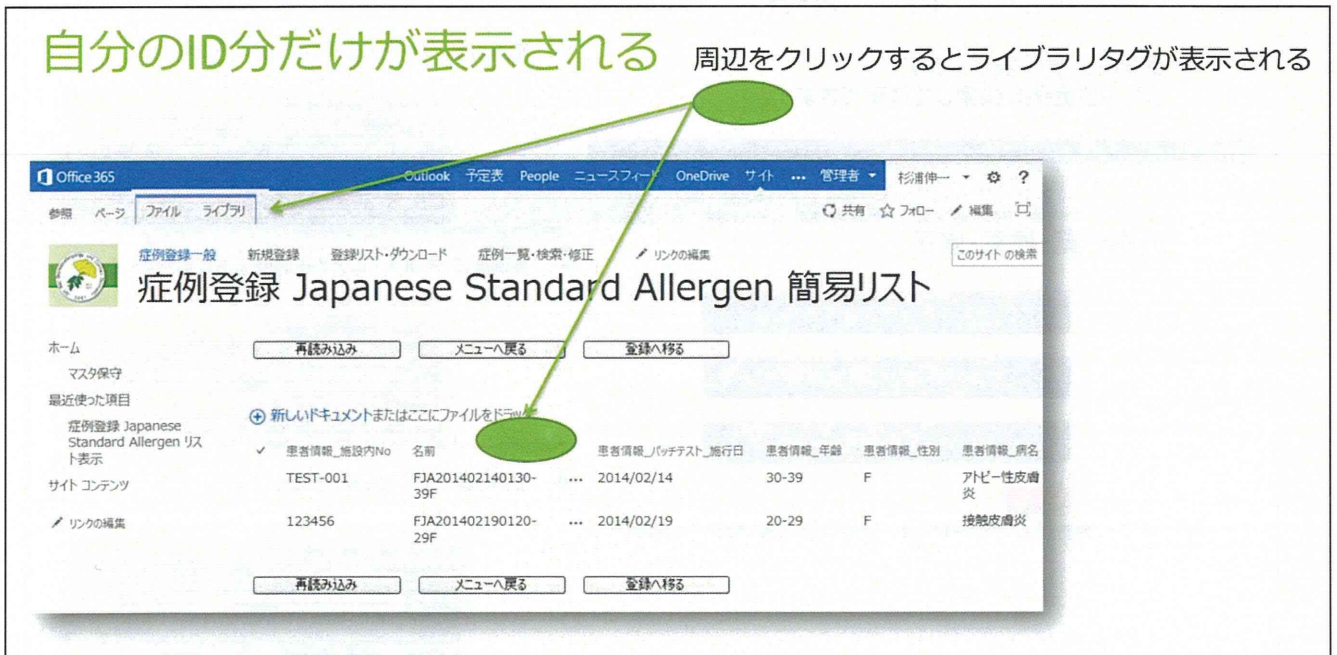 自分のID分だけが表示される 周辺をクリックするとライブラリタグが表示される
Office 365 Outlook 予定表 People ニュースフィード OneDrive サイト ... 管理者 杉浦伸一 ?
参照 ページ ファイル ライブラリ 共有 フォロー 編集
症例登録一般 新規登録 登録リスト・ダウンロード 症例一覧・検索・修正 リンクの編集 このサイト の検索
症例登録 Japanese Standard Allergen 簡易リスト
ホーム
マスタ保守
最近使った項目
症例登録 Japanese
Standard Allergen リス
ト表示
サイト コンテンツ
リンクの編集
再読み込み メニューへ戻る 登録へ移る
新しいドキュメントまたはここにファイルをドラッグ
患者情報_施設内No 名前 患者情報_パッチテスト_施行日 患者情報_年齢 患者情報_性別 患者情報_病名
TEST-001 FJA201402140130-
39F ... 2014/02/14 30-39 F アトピー性皮膚
炎
123456 FJA201402190120-
29F ... 2014/02/19 20-29 F 接触皮膚炎
再読み込み メニューへ戻る 登録へ移る